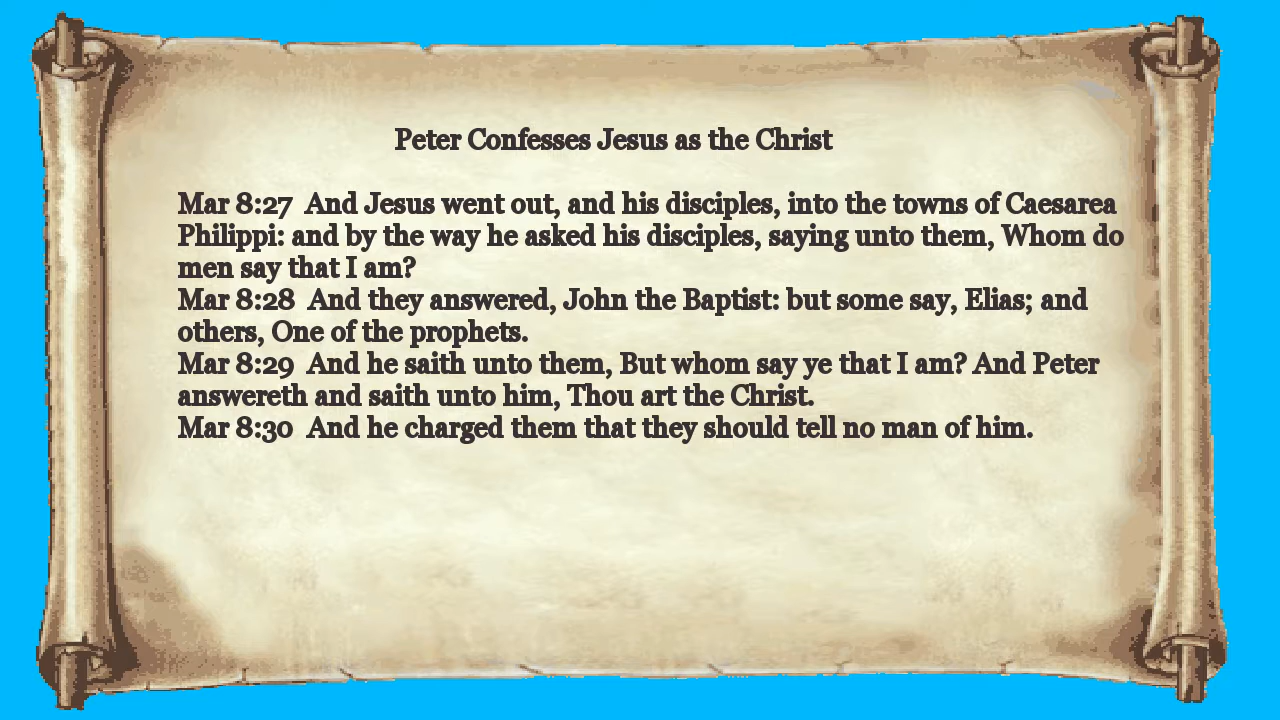 Peter Confesses Jesus as the Christ
Mar 8:27  And Jesus went out, and his disciples, into the towns of Caesarea
Philippi: and by the way he asked his disciples, saying unto them, Whom do
men say that I am?
Mar 8:28  And they answered, John the Baptist: but some say, Elias; and
others, One of the prophets.
Mar 8:29  And he saith unto them, But whom say ye that I am? And Peter
answereth and saith unto him, Thou art the Christ.
Mar 8:30  And he charged them that they should tell no man of him.